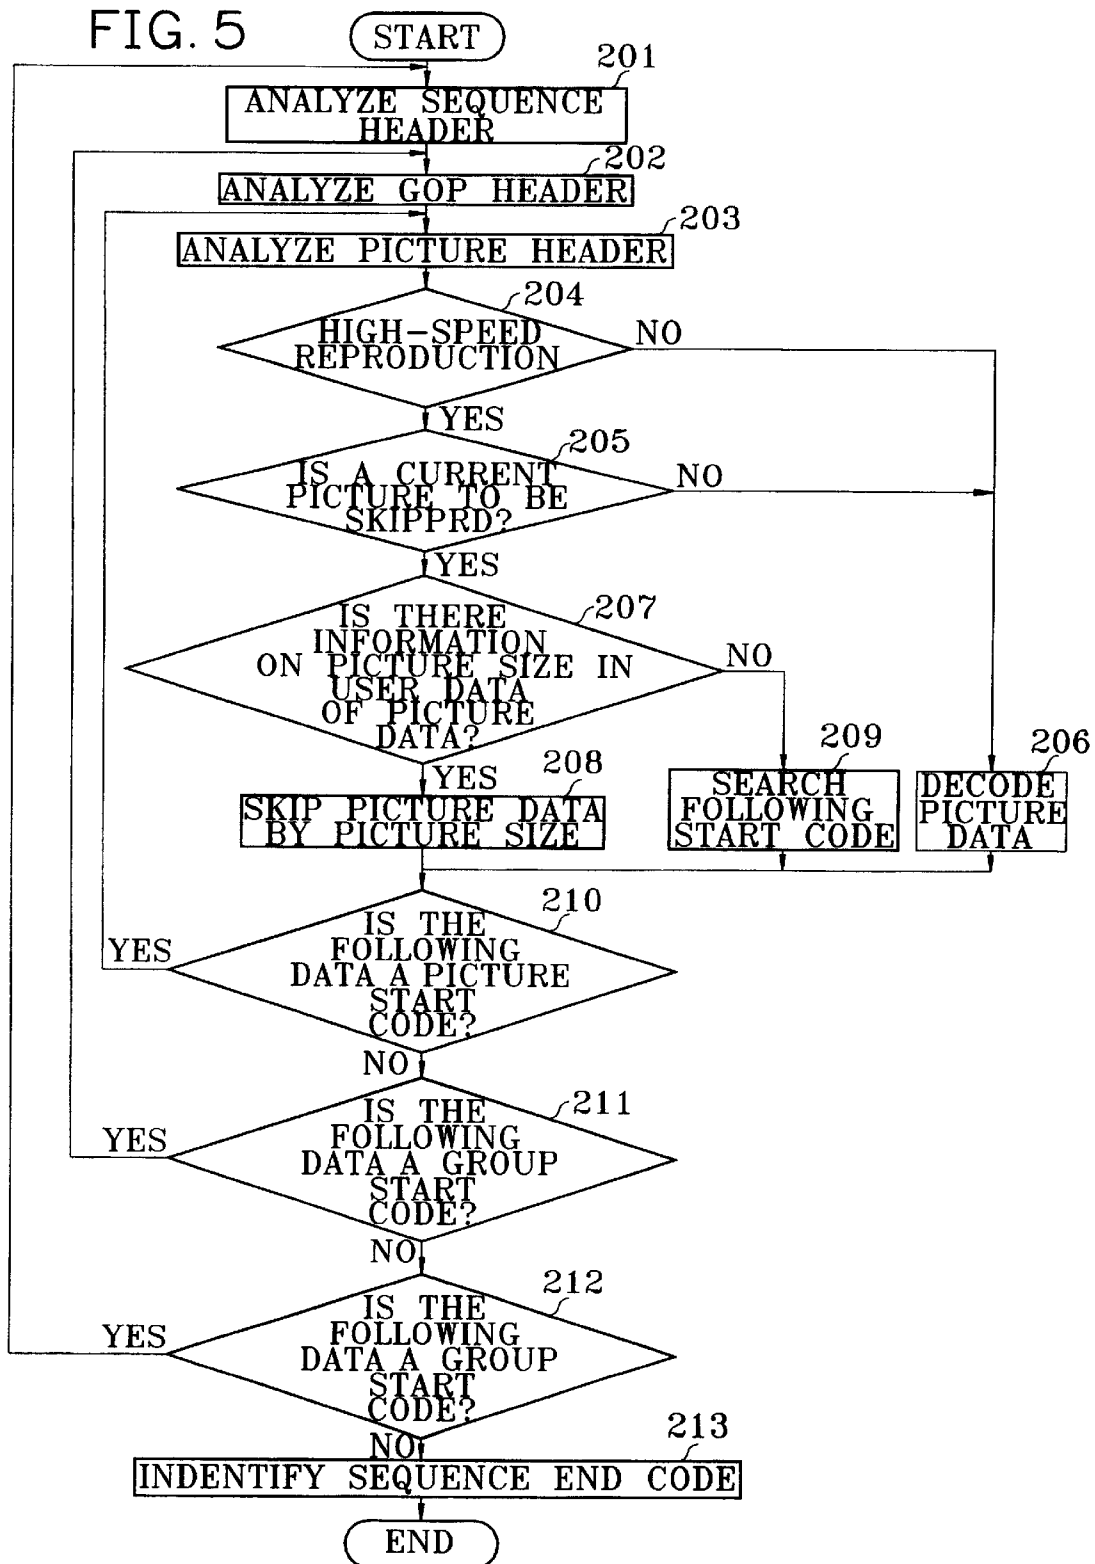 FIG. 5
START
201
ANALYZE SEQUENCE
HEADER
202
ANALYZE GOP HEADER
203
ANALYZE PICTURE HEADER
204
HIGH-SPEED
REPRODUCTION
NO
YES
205
IS A CURRENT
PICTURE TO BE
SKIPPRD?
NO
YES
207
IS THERE
INFORMATION
ON PICTURE SIZE IN
USER DATA
OF PICTURE
DATA?
NO
YES
208
SKIP PICTURE DATA
BY PICTURE SIZE
209
SEARCH
FOLLOWING
START CODE
206
DECODE
PICTURE
DATA
210
IS THE
FOLLOWING
DATA A PICTURE
START
CODE?
YES
NO
211
IS THE
FOLLOWING
DATA A GROUP
START
CODE?
YES
NO
212
IS THE
FOLLOWING
DATA A GROUP
START
CODE?
YES
NO
213
INDENTIFY SEQUENCE END CODE
END